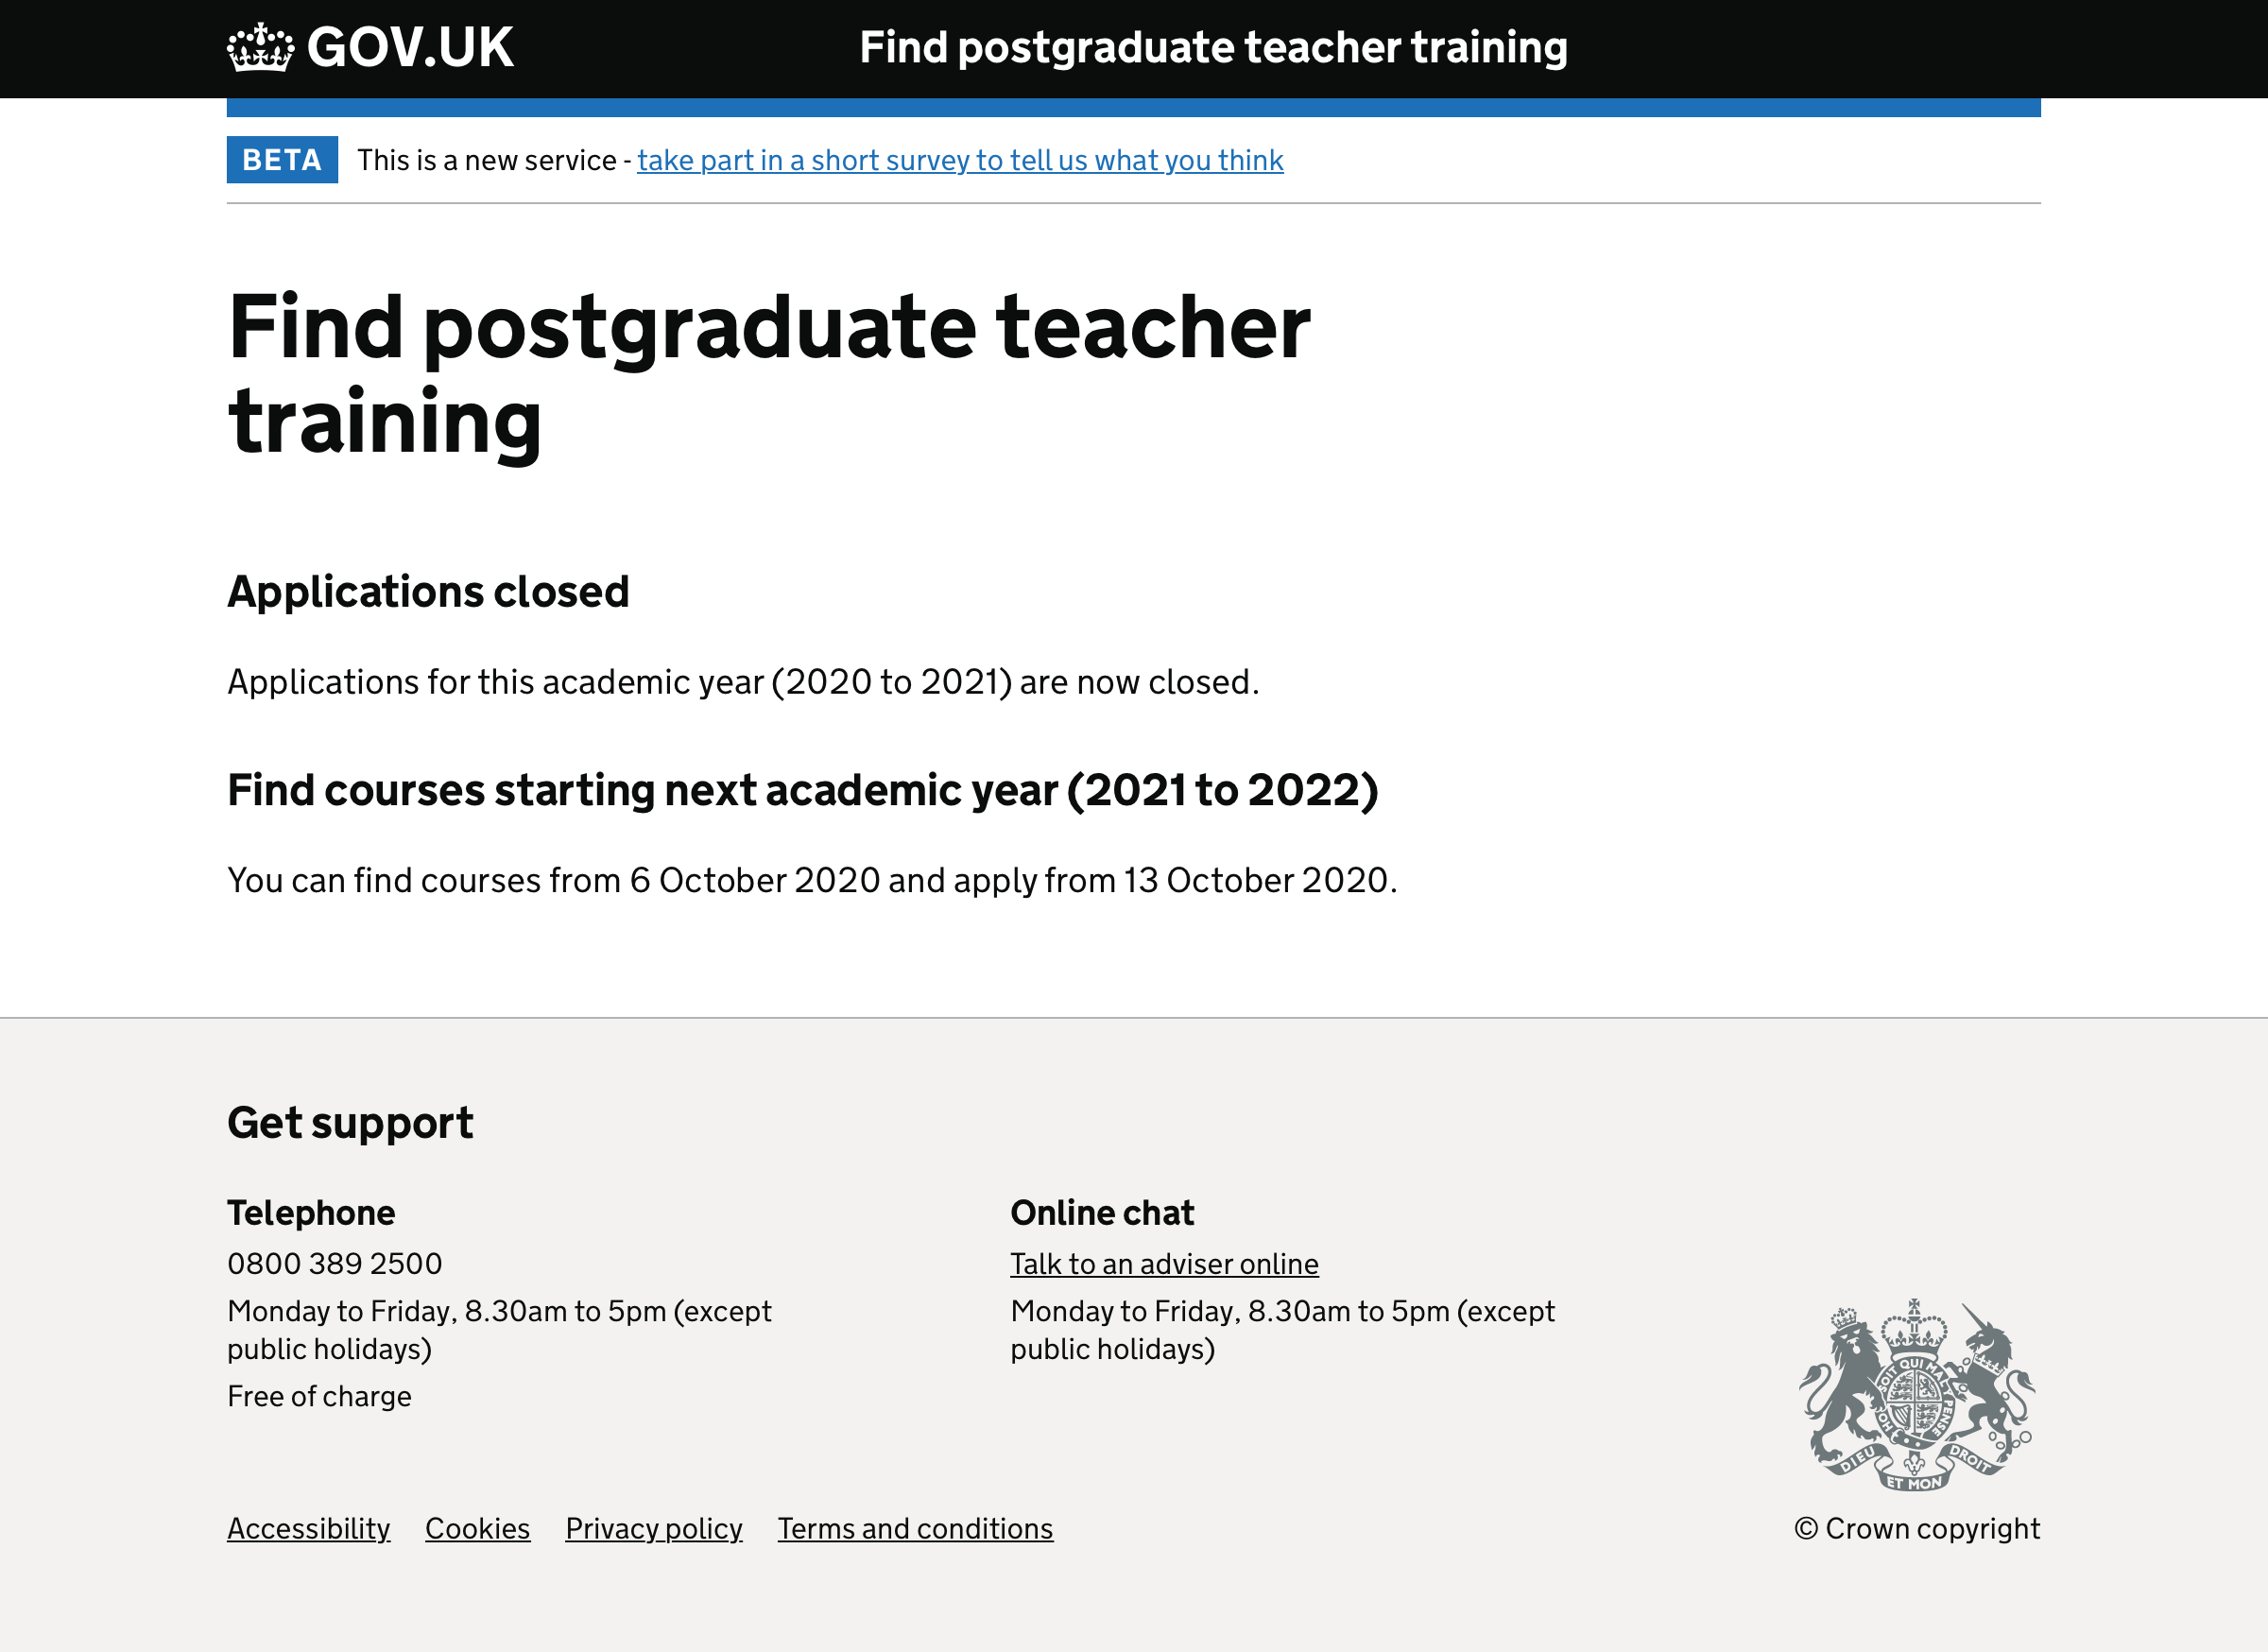 GOV.UK
Find postgraduate teacher training
BETA
This is a new service - take part in a short survey to tell us what you think
Find postgraduate teacher
training
Applications closed
Applications for this academic year (2020 to 2021) are now closed.
Find courses starting next academic year (2021 to 2022)
You can find courses from 6 October 2020 and apply from 13 October 2020.
Get support
Telephone
0800 389 2500
Monday to Friday, 8.30am to 5pm (except
public holidays)
Free of charge
Online chat
Talk to an adviser online
Monday to Friday, 8.30am to 5pm (except
public holidays)
SOIT QUI MAL
PENSE
DIEU
ET MON
DROIT
Accessibility
Cookies
Privacy policy
Terms and conditions
© Crown copyright